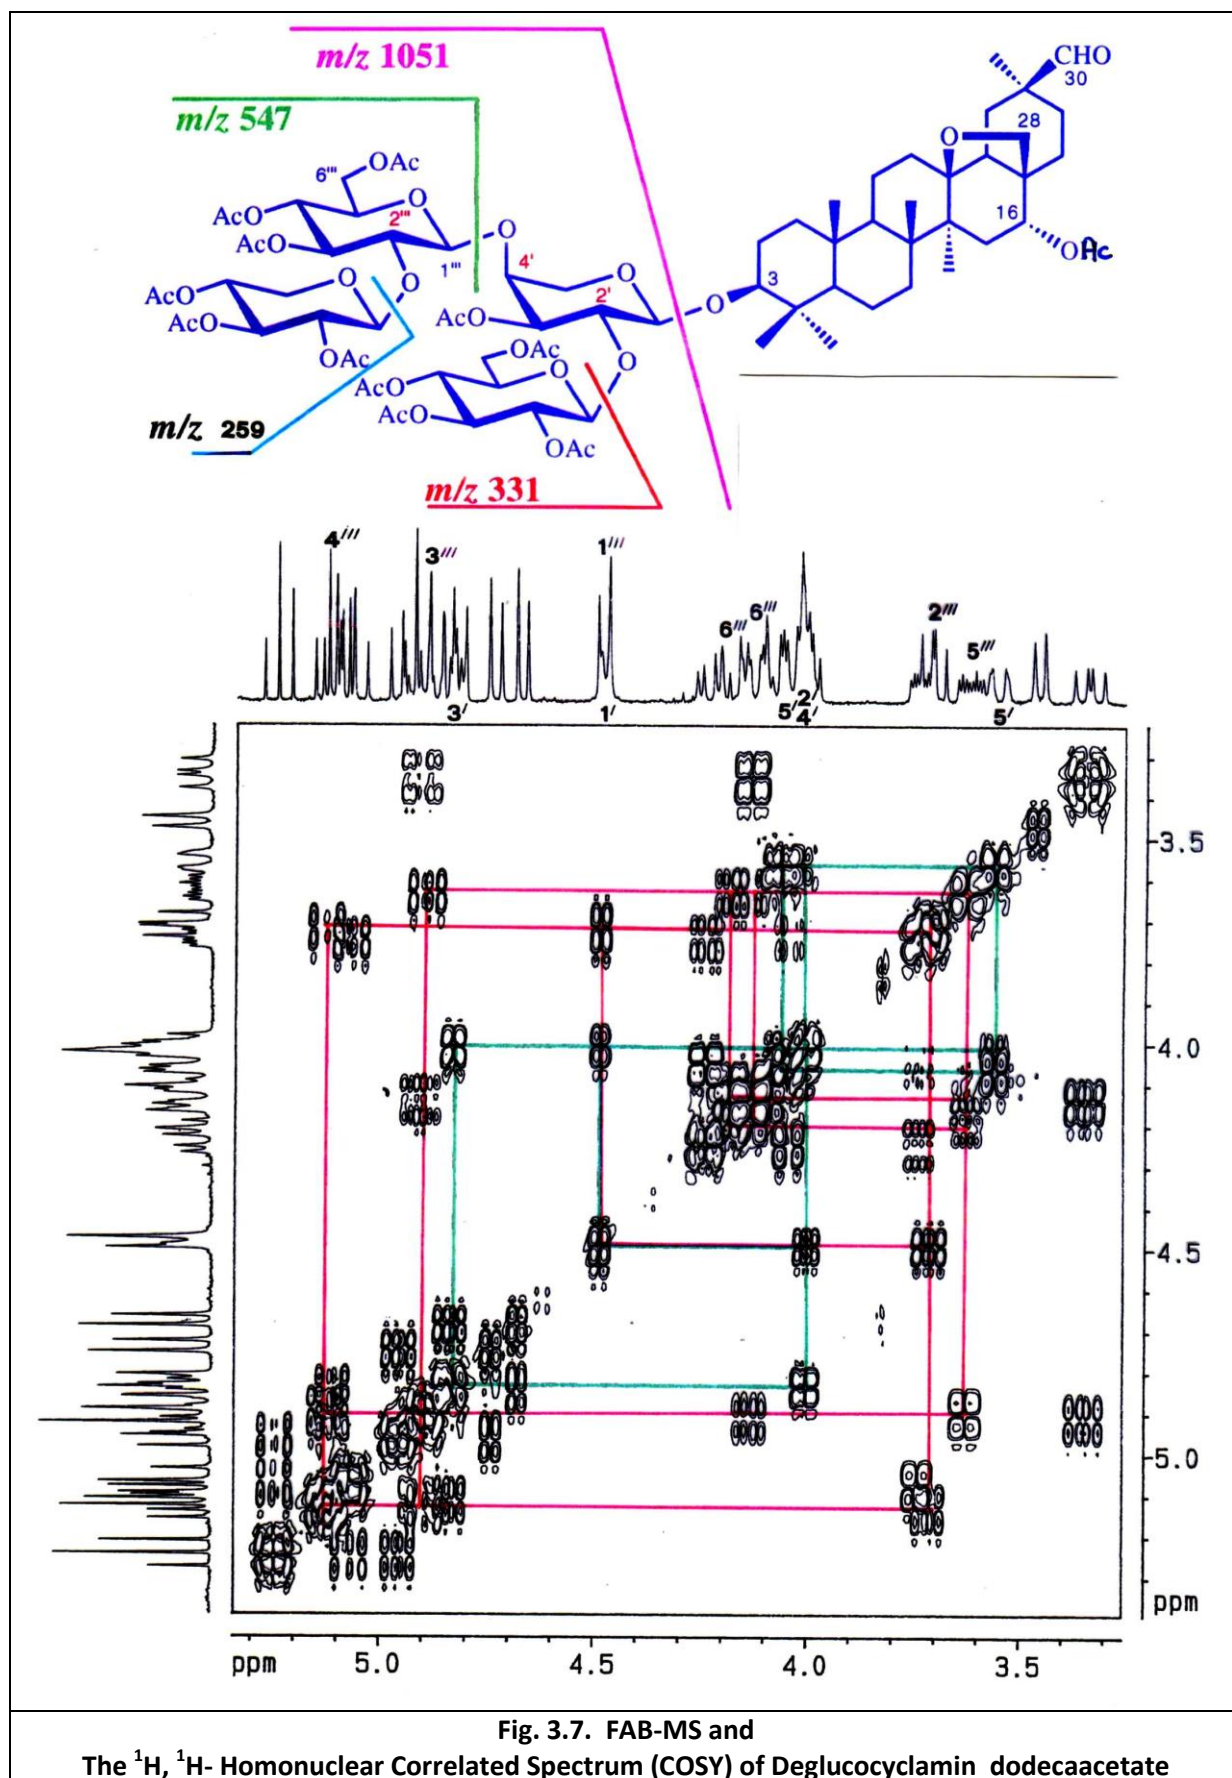 m/z 1051
CHO
30
m/z 547
28
O
6''' OAc
O
AcO 2''' O
16
AcO 4' OAc
1''' O
O
3
AcO O 2' O
AcO AcO
O
OAc OAc
AcO O
AcO
m/z 259
OAc
m/z 331
4''' 3''' 1''' 6''' 6''' 2''' 5'''
3' 1' 5' 2' 4' 5'
3.5
4.0
4.5
5.0
ppm
ppm 5.0 4.5 4.0 3.5
Fig. 3.7. FAB-MS and
The ¹H, ¹H- Homonuclear Correlated Spectrum (COSY) of Deglucocyclamin dodecaacetate